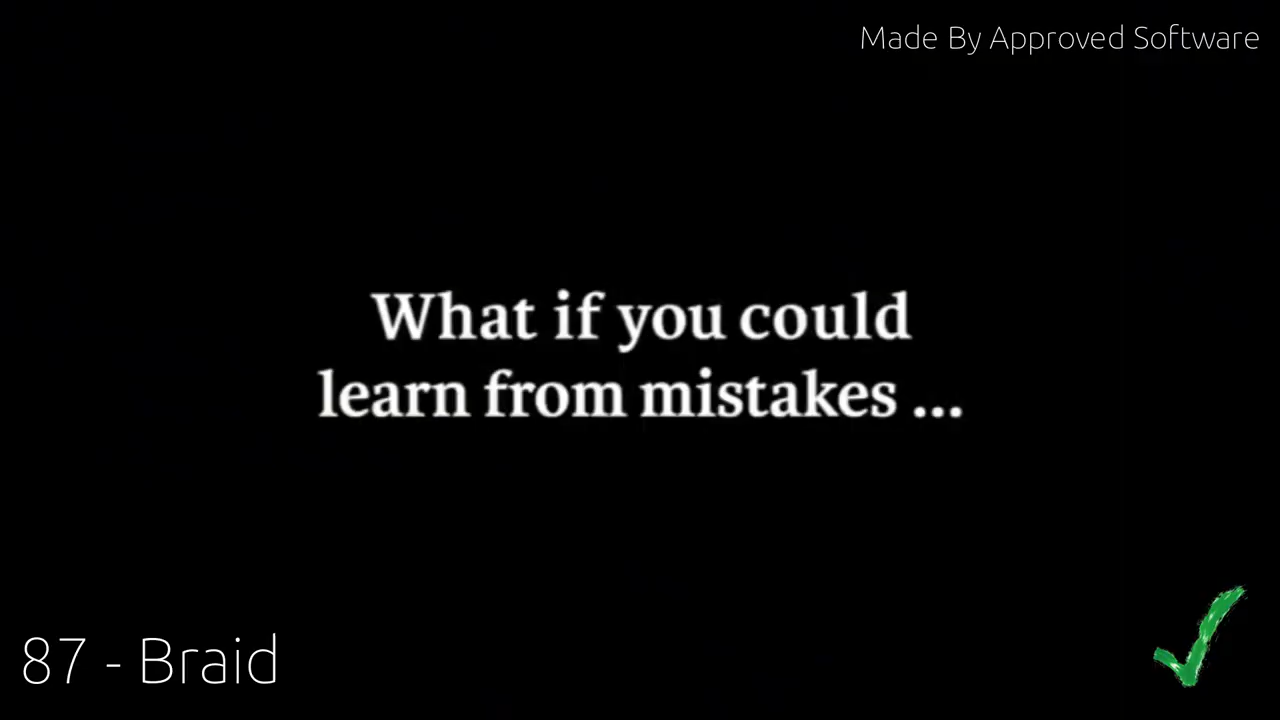 Made By Approved Software
What if you could
learn from mistakes ...
87 - Braid